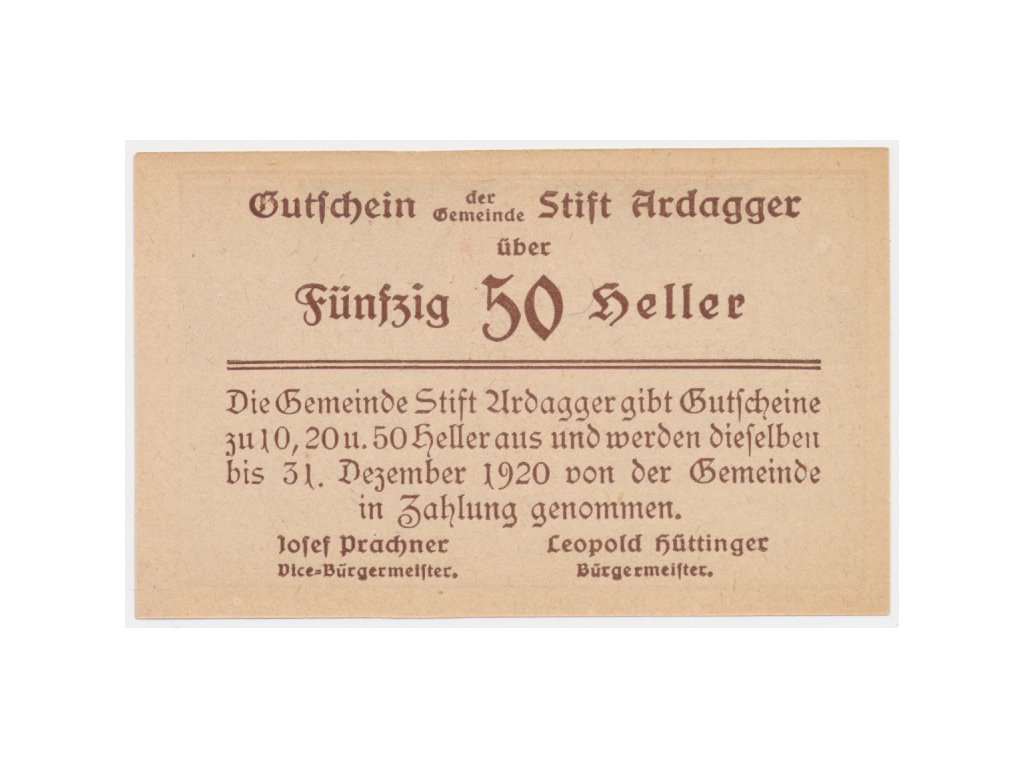 Gutschein der Gemeinde Stift Ardagger
über
Fünfzig 50 Heller
Die Gemeinde Stift Ardagger gibt Gutscheine
zu 10, 20 u. 50 Heller aus und werden dieselben
bis 31. Dezember 1920 von der Gemeinde
in Zahlung genommen.
Josef Prachner Leopold Hüttinger
Vice=Bürgermeister. Bürgermeister.